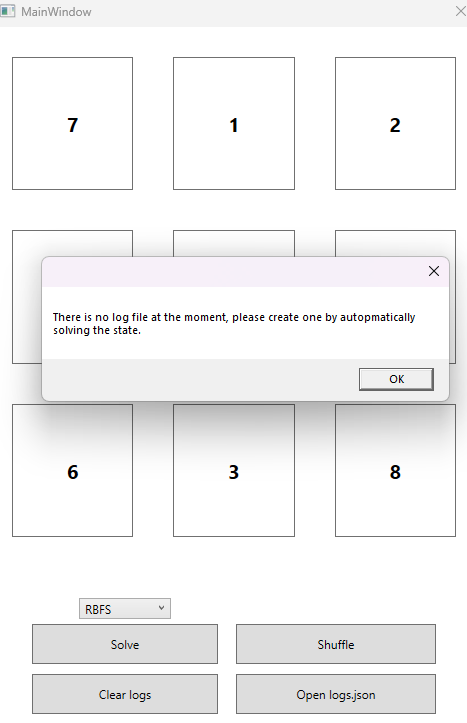 MainWindow
7 1 2
There is no log file at the moment, please create one by autopmatically
solving the state.
OK
6 3 8
RBFS
Solve Shuffle
Clear logs Open logs.json